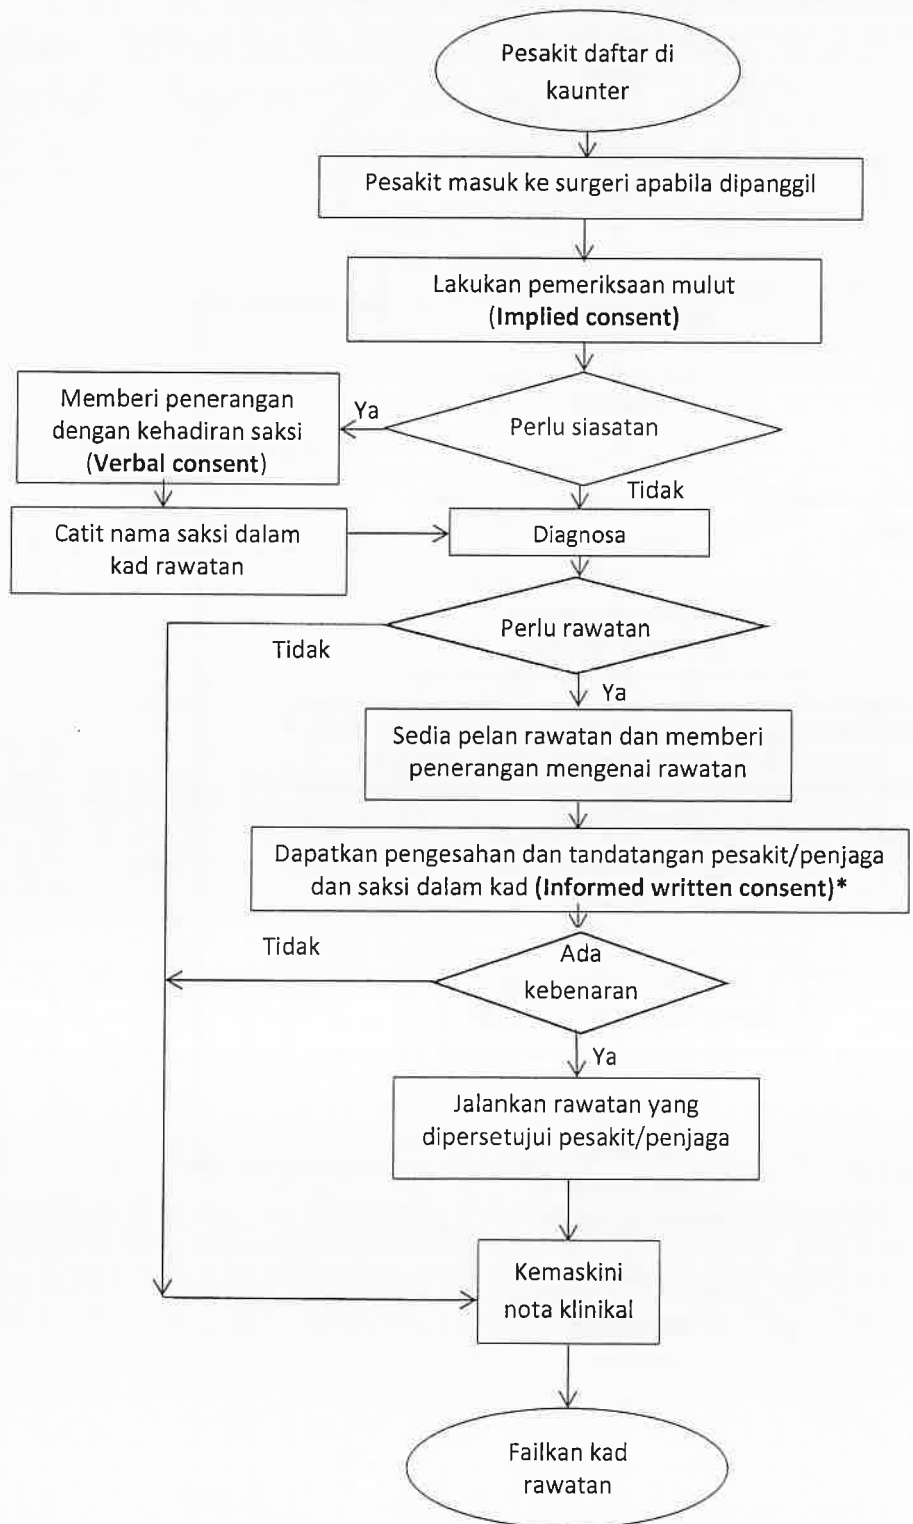 Pesakit daftar di
kaunter
Pesakit masuk ke surgeri apabila dipanggil
Lakukan pemeriksaan mulut
(Implied consent)
Memberi penerangan
dengan kehadiran saksi
(Verbal consent)
Ya
Perlu siasatan
Tidak
Catit nama saksi dalam
kad rawatan
Diagnosa
Perlu rawatan
Tidak
Ya
Sedia pelan rawatan dan memberi
penerangan mengenai rawatan
Dapatkan pengesahan dan tandatangan pesakit/penjaga
dan saksi dalam kad (Informed written consent)*
Tidak
Ada
kebenaran
Ya
Jalankan rawatan yang
dipersetujui pesakit/penjaga
Kemaskini
nota klinikal
Failkan kad
rawatan